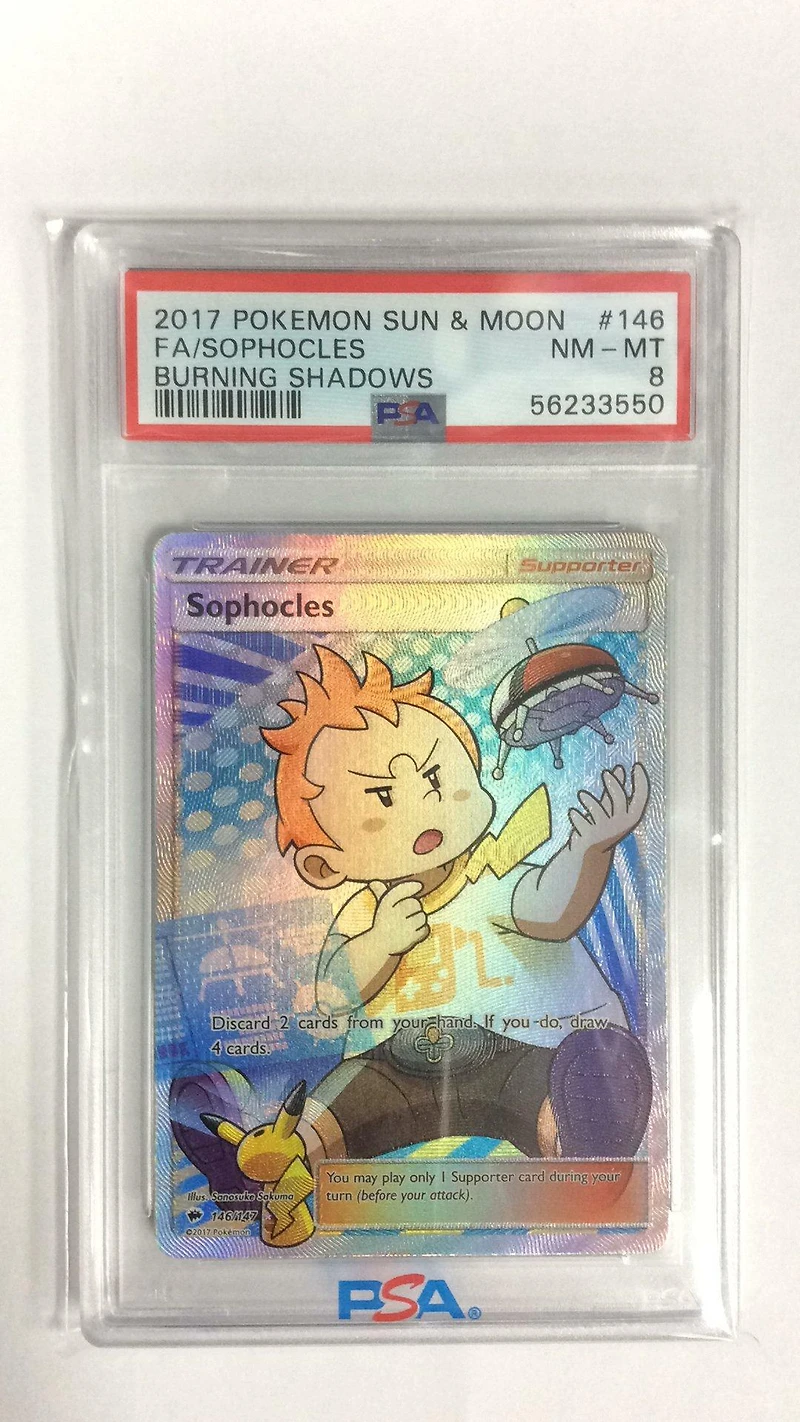 2017 POKEMON SUN & MOON #146
FA/SOPHOCLES NM-MT
BURNING SHADOWS 8
PSA 56233550
TRAINER Supporter
Sophocles
Discard 2 cards from your hand. If you do, draw
4 cards.
You may play only 1 Supporter card during your
turn (before your attack).
Illus. Sanosuke Sakuma
146/147
©2017 Pokémon
PSA®